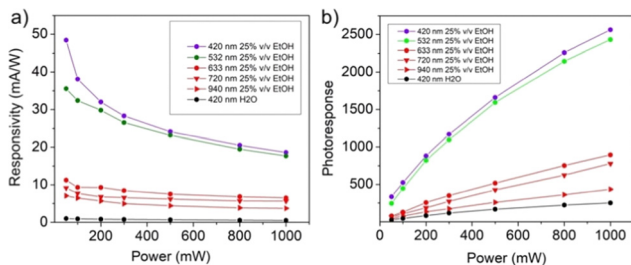 a)
Responsivity (mA/W)
50
40
30
20
10
0
420 nm 25% v/v EtOH
532 nm 25% v/v EtOH
633 nm 25% v/v EtOH
720 nm 25 % v/v EtOH
940 nm 25% v/v EtOH
420 nm H2O
0 200 400 600 800 1000
Power (mW)
b)
Photoresponse
2500
2000
1500
1000
500
420 nm 25% v/v EtOH
532 nm 25% v/v EtOH
633 nm 25% v/v EtOH
720 nm 25% v/v EtOH
940 nm 25% v/v EtOH
420 nm H2O
0 200 400 600 800 1000
Power (mW)